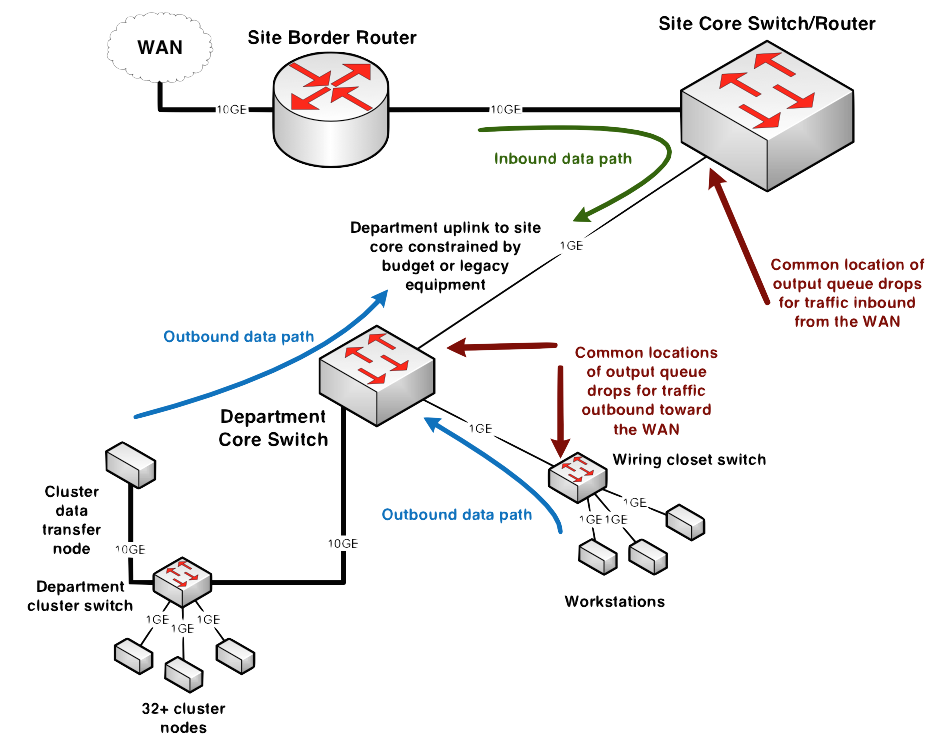 Site Core Switch/Router
Site Border Router
WAN
10GE
10GE
Inbound data path
Department uplink to site
core constrained by
budget or legacy
equipment
1GE
Common location of
output queue drops
for traffic inbound
from the WAN
Outbound data path
Common locations
of output queue
drops for traffic
outbound toward
the WAN
Department
Core Switch
1GE
Wiring closet switch
Cluster
data
transfer
node
Outbound data path
1GE
1GE
1GE
10GE
10GE
Department
cluster switch
Workstations
1GE
1GE
1GE
32+ cluster
nodes